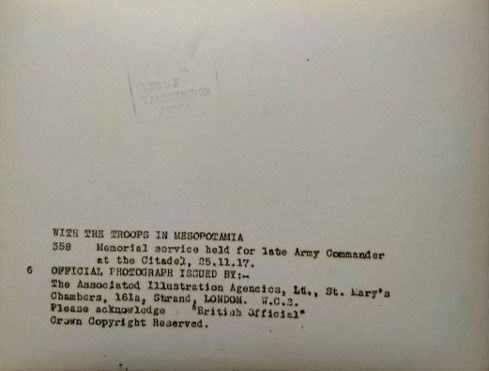 WITH THE TROOPS IN MESOPOTAMIA
358 Memorial service held for late Army Commander
at the Citadel, 25.11.17.
6 OFFICIAL PHOTOGRAPH ISSUED BY:-
The Associated Illustration Agencies, Ld., St. Mary's
Chambers, 161a, Strand, LONDON. W.C.2.
Please acknowledge "British Official"
Crown Copyright Reserved.